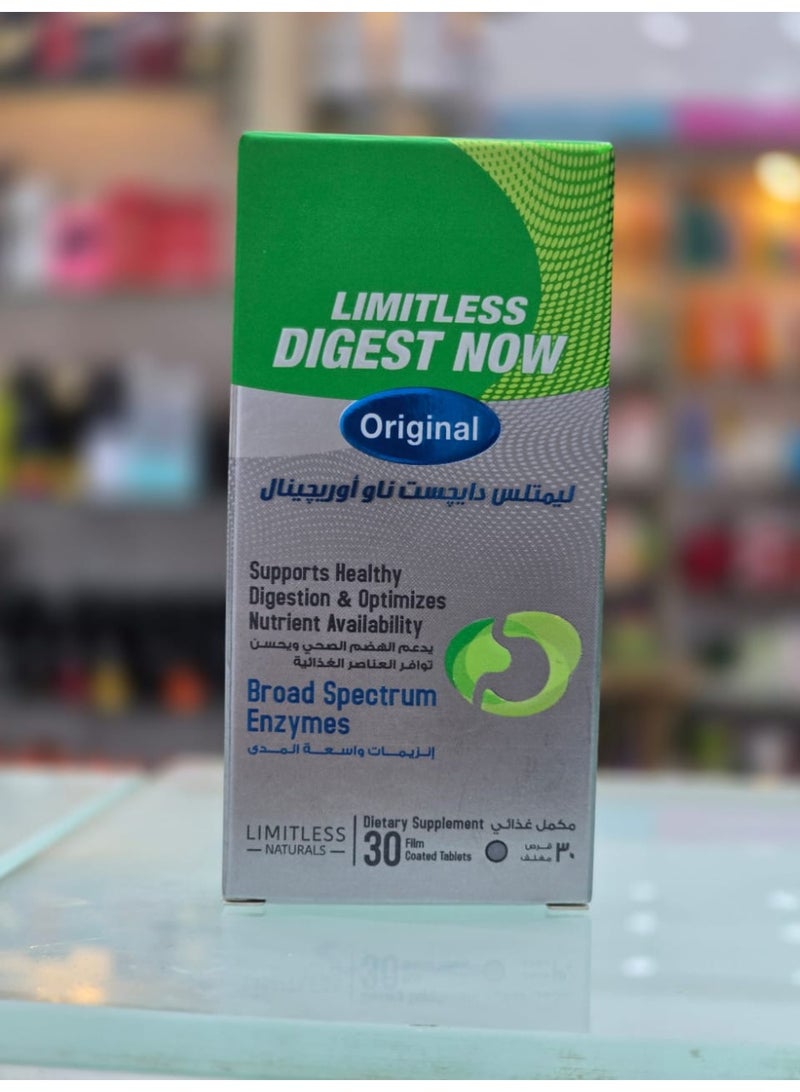 LIMITLESS
DIGEST NOW
Original
ليمتلس دايچست ناو أوريچينال
Supports Healthy
Digestion & Optimizes
Nutrient Availability
يدعم الهضم الصحي ويحسن
توافر العناصر الغذائية
Broad Spectrum
Enzymes
إنزيمات واسعة المدى
LIMITLESS
NATURALS
Dietary Supplement مكمل غذائي
30 Film
Coated Tablets
٣٠ قرص
مغلف